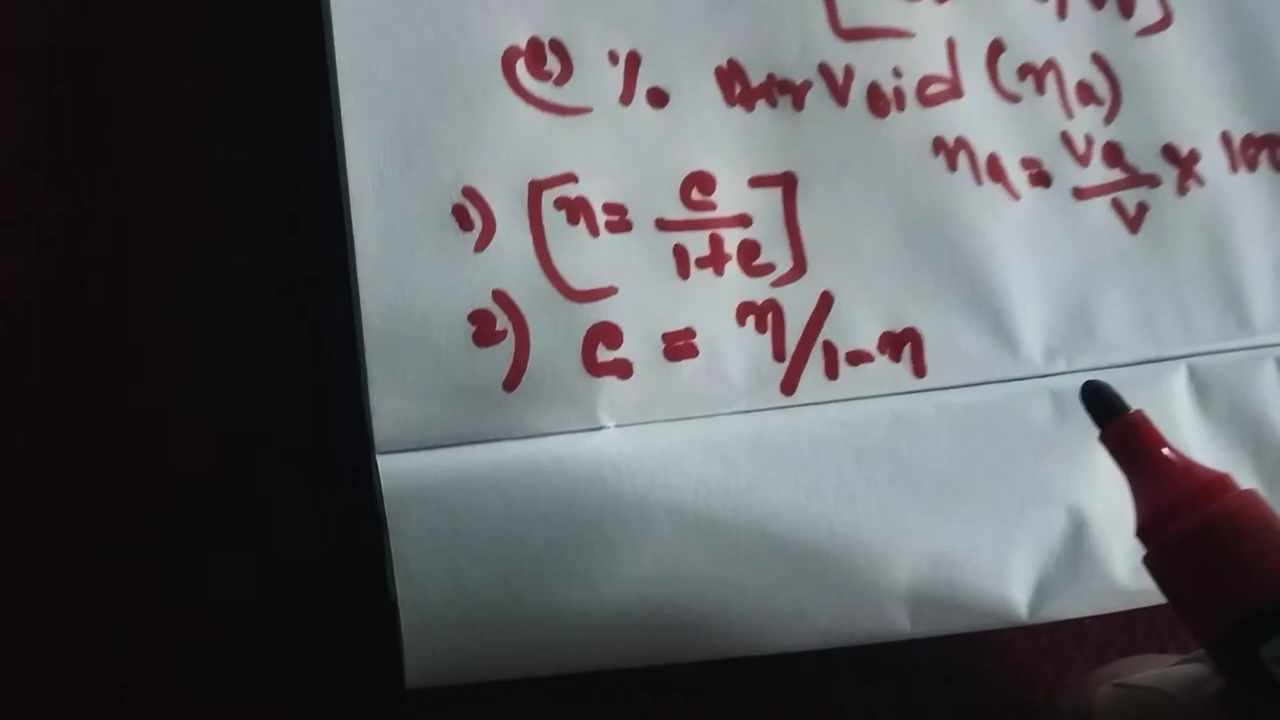 (e) % Air Void (na)
na = Va/V × 100
1) [n = e/1+e]
2) e = n/1-n